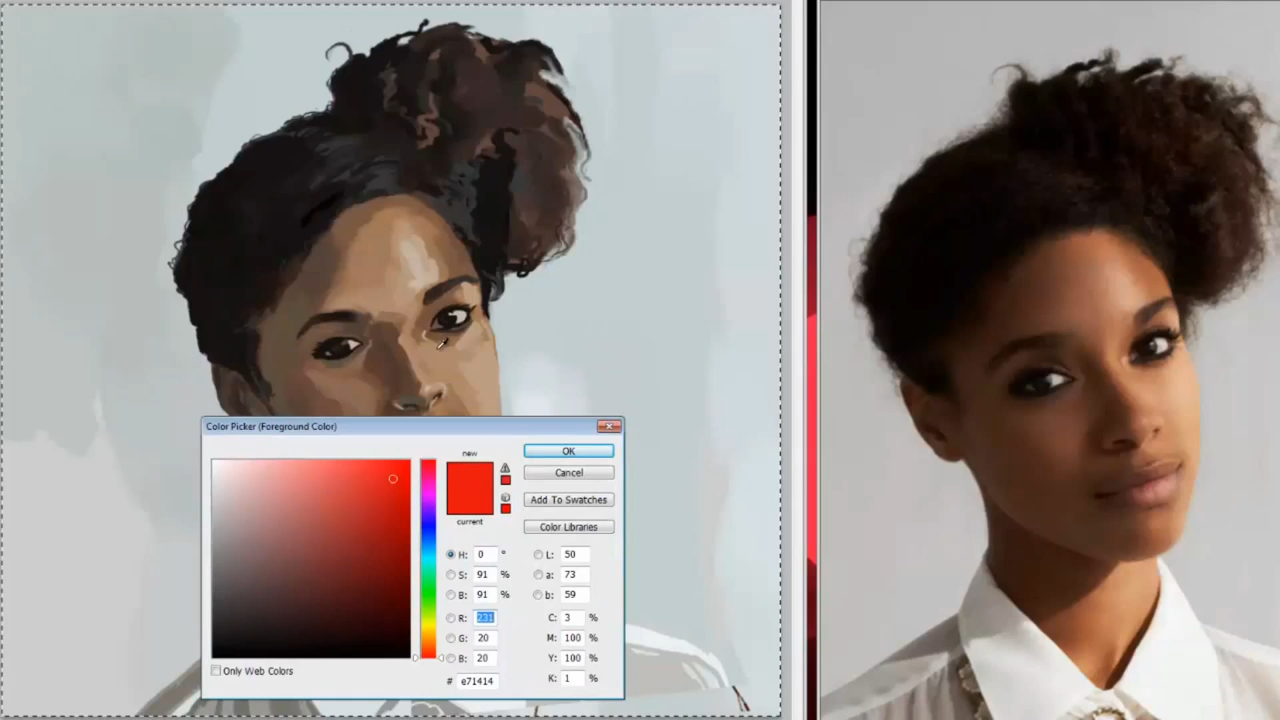 Color Picker (Foreground Color)
new
current
OK
Cancel
Add To Swatches
Color Libraries
H: 0 °
S: 91 %
B: 91 %
R: 231
G: 20
B: 20
# e71414
L: 50
a: 73
b: 59
C: 3 %
M: 100 %
Y: 100 %
K: 1 %
Only Web Colors